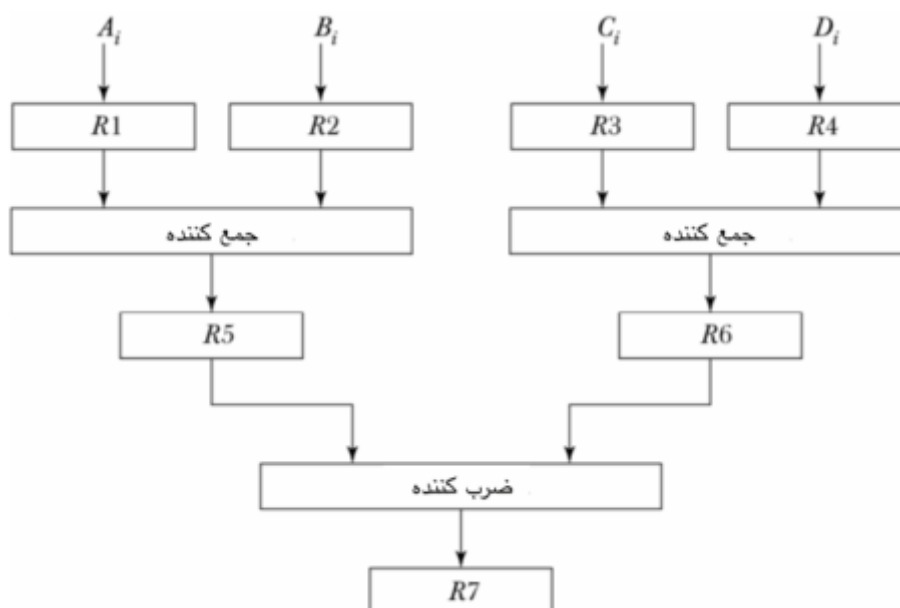 A_i B_i C_i D_i
R1 R2 R3 R4
جمع کننده جمع کننده
R5 R6
ضرب کننده
R7